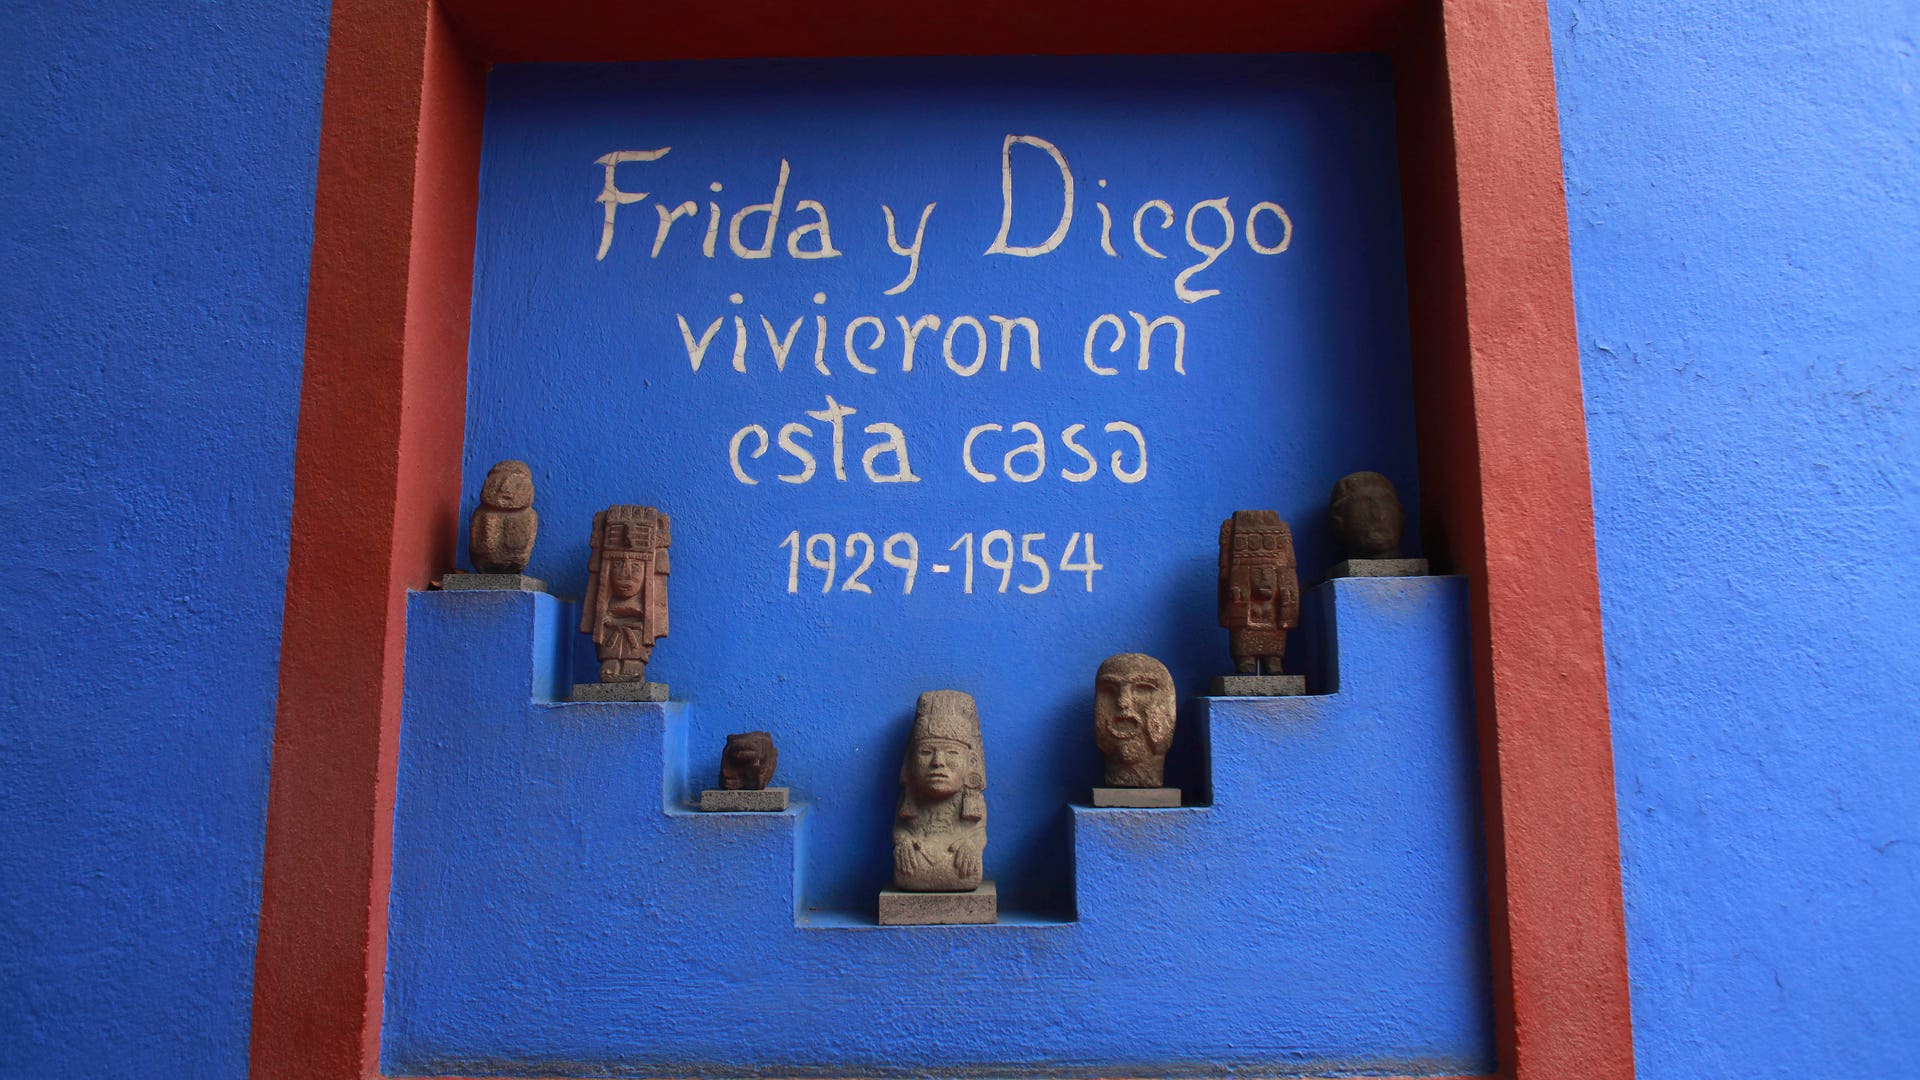 Frida y Diego
vivieron en
esta casa
1929-1954